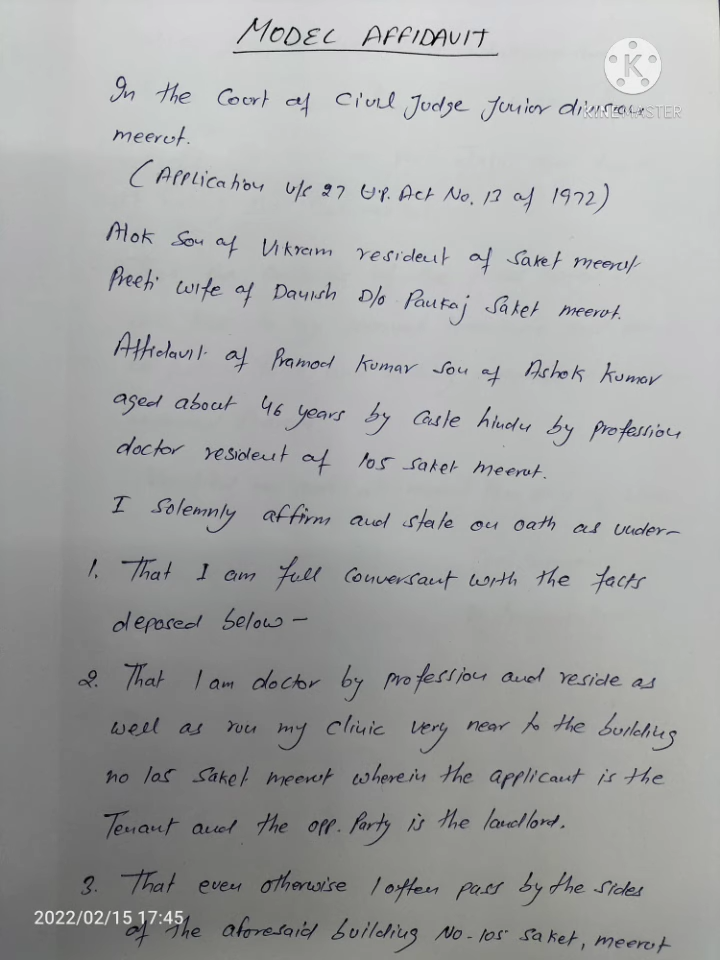 MODEL AFFIDAVIT
K
KINEMASTER
In the Court of Civil Judge Junior division
meerut.
(Application u/s 27 U.P. Act No. 13 of 1972)
Alok Son of Vikram resident of Saket meerut
Preeti wife of Danish D/o Pankaj Saket meerut.
Affidavit of Pramod Kumar son of Ashok Kumar
aged about 46 years by Caste hindu by profession
doctor resident of 105 Saket Meerut.
I Solemnly affirm and state on oath as under-
1. That I am full Conversant with the facts
deposed below -
2. That I am doctor by profession and reside as
well as run my Clinic very near to the building
no 105 Saket meerut wherein the applicant is the
Tenant and the opp. Party is the landlord.
3. That even otherwise I often pass by the sides
2022/02/15 17:45
of the aforesaid building No-105 Saket, meerut